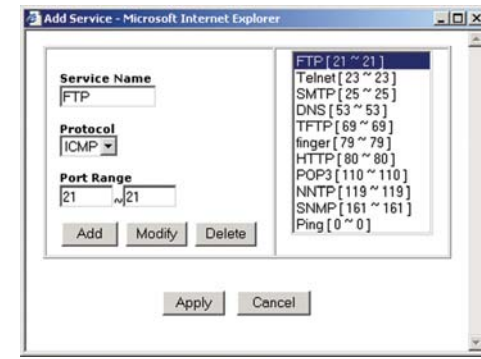 Add Service - Microsoft Internet Explorer
Service Name
FTP
Protocol
ICMP
Port Range
21 ~ 21
Add Modify Delete
FTP [ 21 ~ 21 ]
Telnet [ 23 ~ 23 ]
SMTP [ 25 ~ 25 ]
DNS [ 53 ~ 53 ]
TFTP [ 69 ~ 69 ]
finger [ 79 ~ 79 ]
HTTP [ 80 ~ 80 ]
POP3 [ 110 ~ 110 ]
NNTP [ 119 ~ 119 ]
SNMP [ 161 ~ 161 ]
Ping [ 0 ~ 0 ]
Apply Cancel